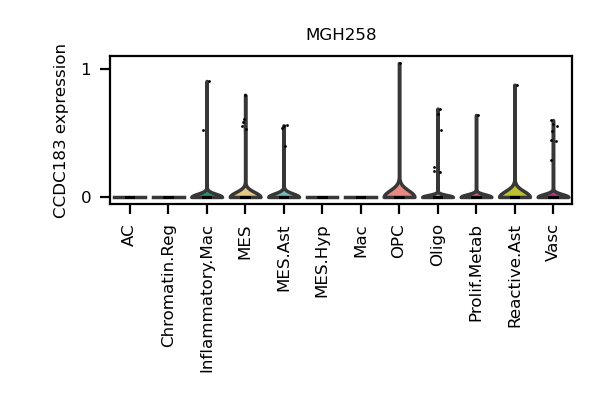 MGH258
CCDC183 expression
1
0
AC
Chromatin.Reg
Inflammatory.Mac
MES
MES.Ast
MES.Hyp
Mac
OPC
Oligo
Prolif.Metab
Reactive.Ast
Vasc